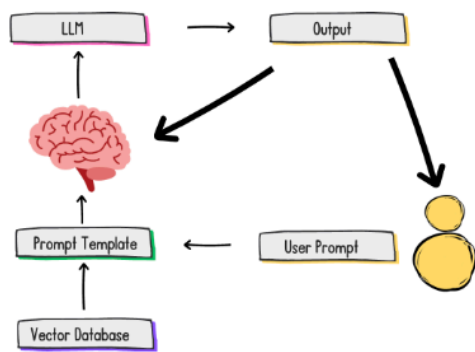 LLM
Output
Prompt Template
User Prompt
Vector Database